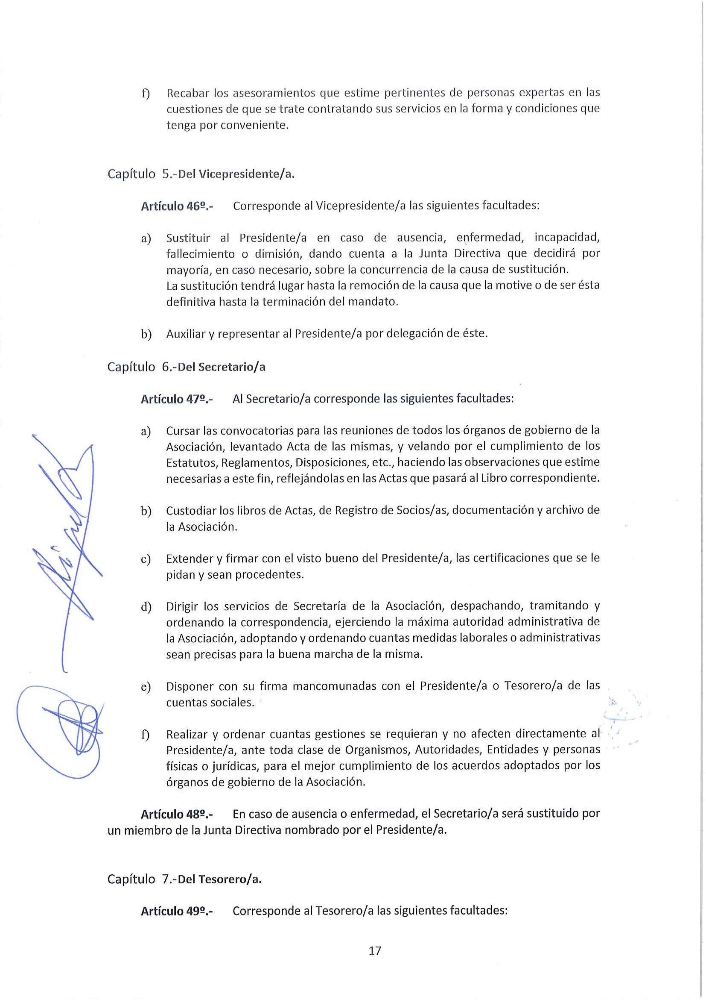 f) Recabar los asesoramientos que estime pertinentes de personas expertas en las
cuestiones de que se trate contratando sus servicios en la forma y condiciones que
tenga por conveniente.
Capítulo 5.-Del Vicepresidente/a.
Artículo 46º.- Corresponde al Vicepresidente/a las siguientes facultades:
a) Sustituir al Presidente/a en caso de ausencia, enfermedad, incapacidad,
fallecimiento o dimisión, dando cuenta a la Junta Directiva que decidirá por
mayoría, en caso necesario, sobre la concurrencia de la causa de sustitución.
La sustitución tendrá lugar hasta la remoción de la causa que la motive o de ser ésta
definitiva hasta la terminación del mandato.
b) Auxiliar y representar al Presidente/a por delegación de éste.
Capítulo 6.-Del Secretario/a
Artículo 47º.- Al Secretario/a corresponde las siguientes facultades:
a) Cursar las convocatorias para las reuniones de todos los órganos de gobierno de la
Asociación, levantado Acta de las mismas, y velando por el cumplimiento de los
Estatutos, Reglamentos, Disposiciones, etc., haciendo las observaciones que estime
necesarias a este fin, reflejándolas en las Actas que pasará al Libro correspondiente.
b) Custodiar los libros de Actas, de Registro de Socios/as, documentación y archivo de
la Asociación.
c) Extender y firmar con el visto bueno del Presidente/a, las certificaciones que se le
pidan y sean procedentes.
d) Dirigir los servicios de Secretaría de la Asociación, despachando, tramitando y
ordenando la correspondencia, ejerciendo la máxima autoridad administrativa de
la Asociación, adoptando y ordenando cuantas medidas laborales o administrativas
sean precisas para la buena marcha de la misma.
e) Disponer con su firma mancomunadas con el Presidente/a o Tesorero/a de las
cuentas sociales.
f) Realizar y ordenar cuantas gestiones se requieran y no afecten directamente al
Presidente/a, ante toda clase de Organismos, Autoridades, Entidades y personas
físicas o jurídicas, para el mejor cumplimiento de los acuerdos adoptados por los
órganos de gobierno de la Asociación.
Artículo 48º.- En caso de ausencia o enfermedad, el Secretario/a será sustituido por
un miembro de la Junta Directiva nombrado por el Presidente/a.
Capítulo 7.-Del Tesorero/a.
Artículo 49º.- Corresponde al Tesorero/a las siguientes facultades:
17